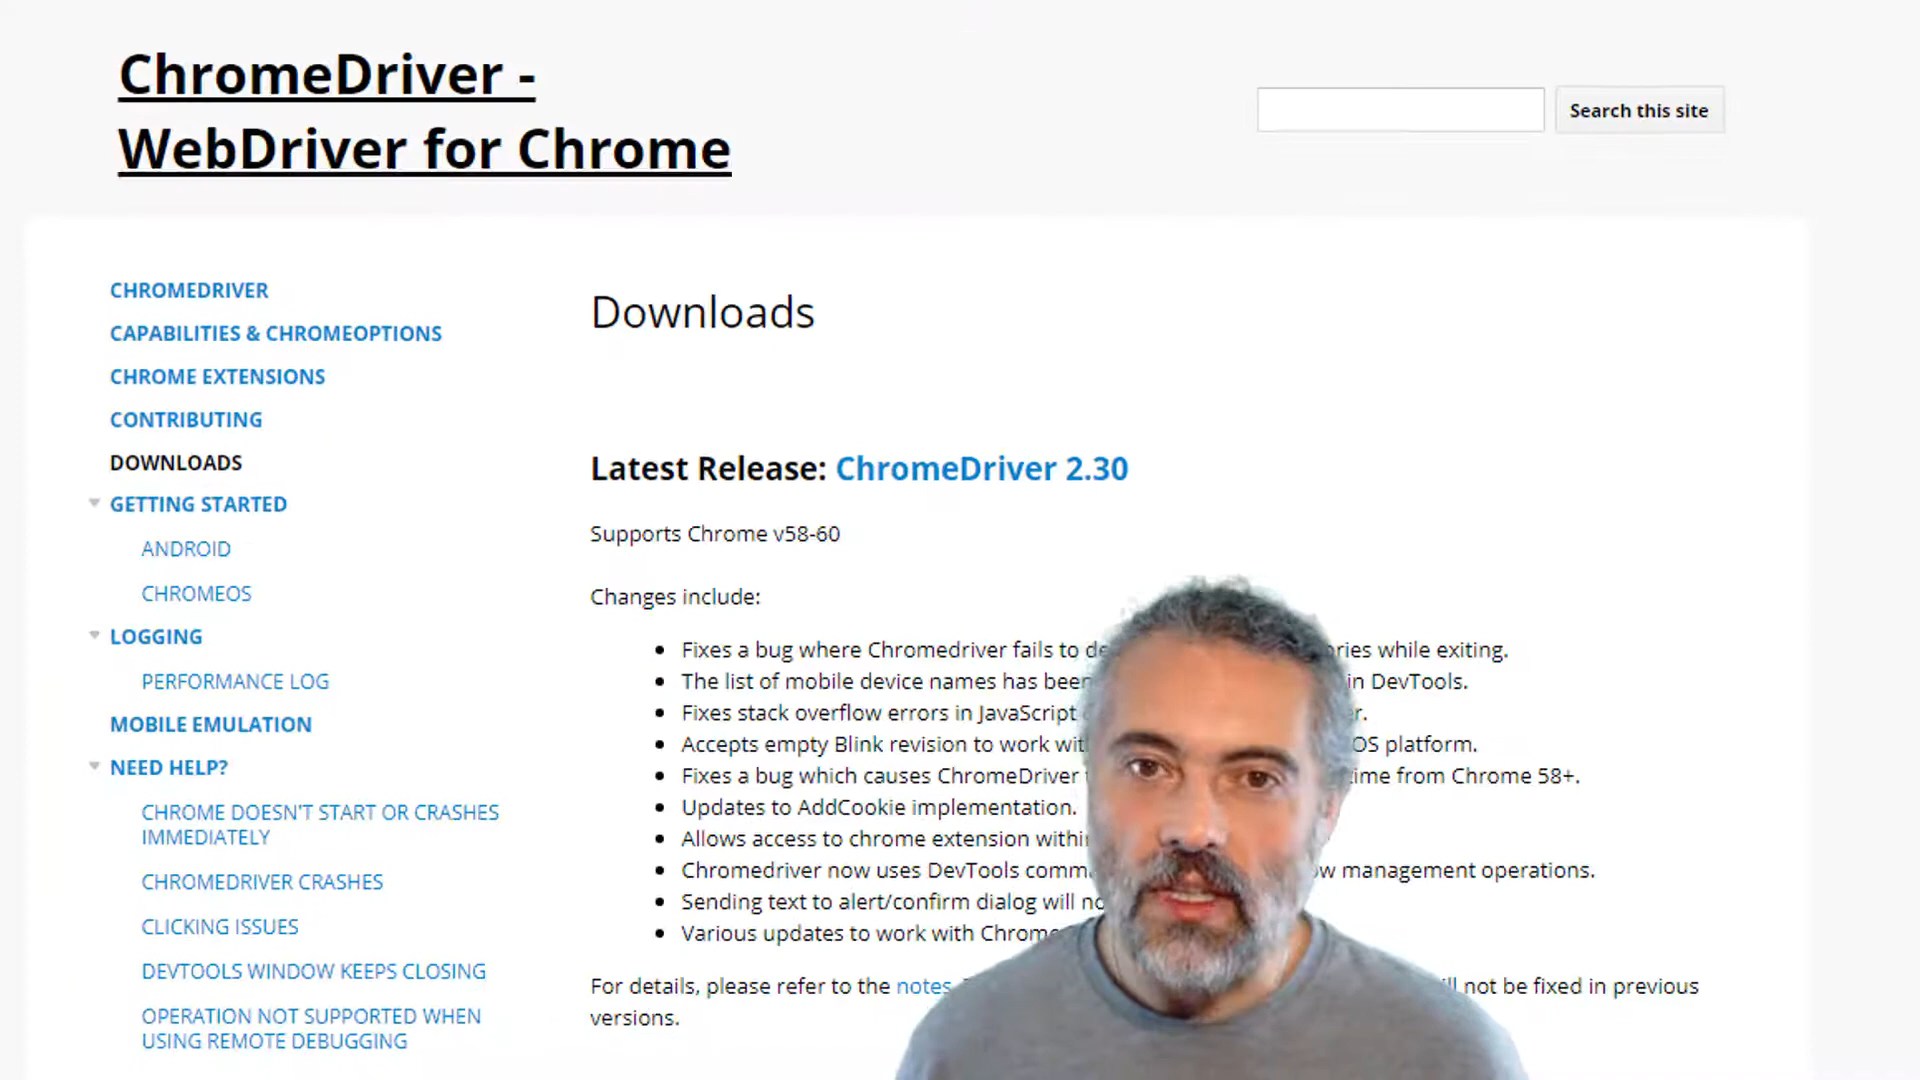 ChromeDriver -
WebDriver for Chrome
Search this site
CHROMEDRIVER
CAPABILITIES & CHROMEOPTIONS
CHROME EXTENSIONS
CONTRIBUTING
DOWNLOADS
GETTING STARTED
ANDROID
CHROMEOS
LOGGING
PERFORMANCE LOG
MOBILE EMULATION
NEED HELP?
CHROME DOESN'T START OR CRASHES
IMMEDIATELY
CHROMEDRIVER CRASHES
CLICKING ISSUES
DEVTOOLS WINDOW KEEPS CLOSING
OPERATION NOT SUPPORTED WHEN
USING REMOTE DEBUGGING
Downloads
Latest Release: ChromeDriver 2.30
Supports Chrome v58-60
Changes include:
Fixes a bug where Chromedriver fails to while exiting.
The list of mobile device names has been in DevTools.
Fixes stack overflow errors in JavaScript
Accepts empty Blink revision to work OS platform.
Fixes a bug which causes ChromeDriver time from Chrome 58+.
Updates to AddCookie implementation.
Allows access to chrome extension within
Chromedriver now uses DevTools management operations.
Sending text to alert/confirm dialog will
Various updates to work with Chrome
For details, please refer to the notes. not be fixed in previous
versions.